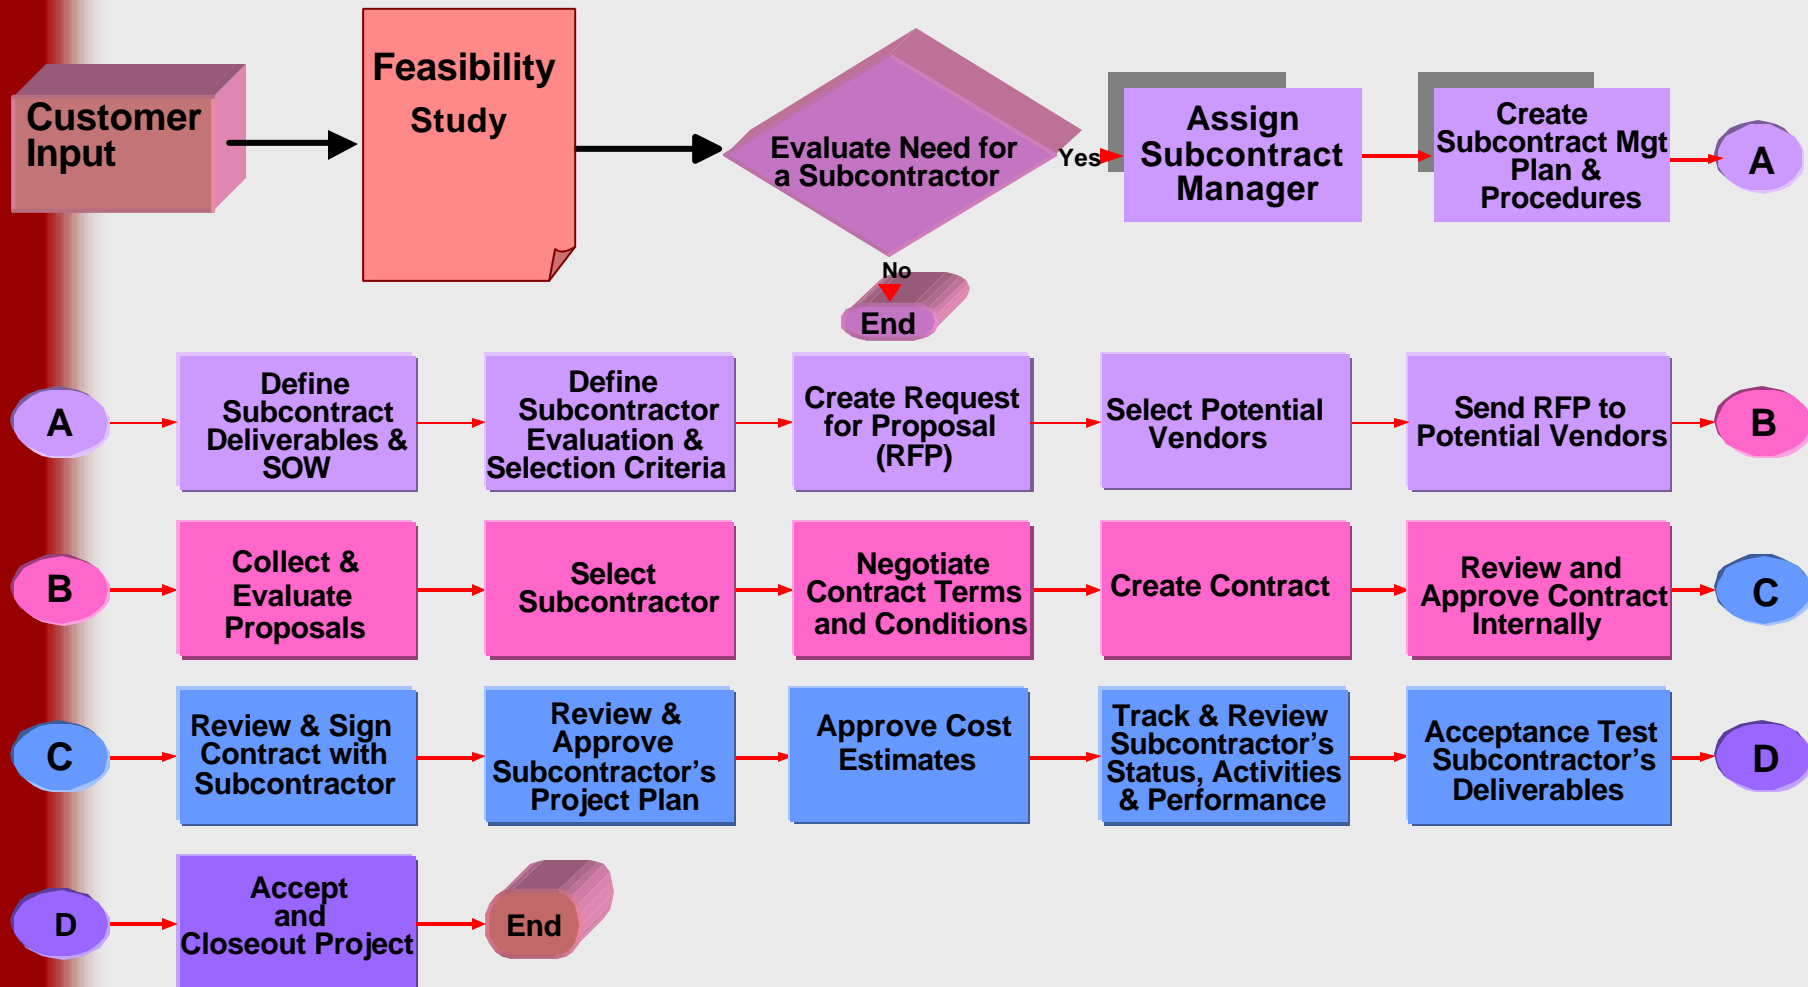 Customer
Input
Feasibility
Study
Evaluate Need for
a Subcontractor
Yes
No
End
Assign
Subcontract
Manager
Create
Subcontract Mgt
Plan &
Procedures
A
A
Define
Subcontract
Deliverables &
SOW
Define
Subcontractor
Evaluation &
Selection Criteria
Create Request
for Proposal
(RFP)
Select Potential
Vendors
Send RFP to
Potential Vendors
B
B
Collect &
Evaluate
Proposals
Select
Subcontractor
Negotiate
Contract Terms
and Conditions
Create Contract
Review and
Approve Contract
Internally
C
C
Review & Sign
Contract with
Subcontractor
Review &
Approve
Subcontractor’s
Project Plan
Approve Cost
Estimates
Track & Review
Subcontractor’s
Status, Activities
& Performance
Acceptance Test
Subcontractor’s
Deliverables
D
D
Accept
and
Closeout Project
End